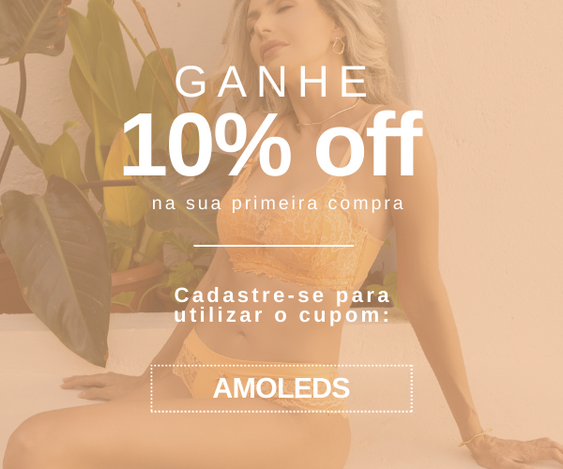 GANHE
10% off
na sua primeira compra
Cadastre-se para
utilizar o cupom:
AMOLEDS